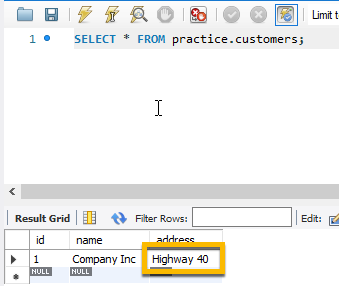 Limit to
1 SELECT * FROM practice.customers;
Result Grid Filter Rows: Edit:
id name address
1 Company Inc Highway 40
NULL NULL